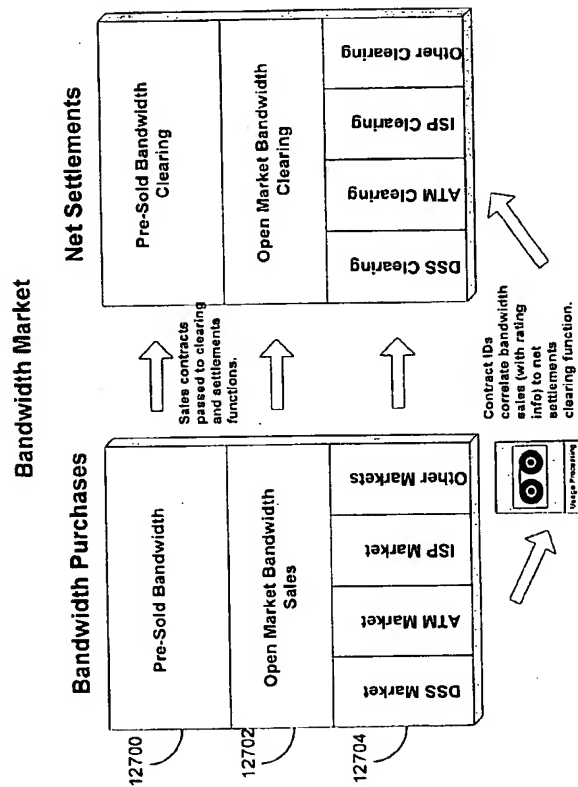 Bandwidth Market
Bandwidth Purchases
Net Settlements
12700
Pre-Sold Bandwidth
Sales contracts
passed to clearing
and settlements
functions.
Pre-Sold Bandwidth
Clearing
12702
Open Market Bandwidth
Sales
Open Market Bandwidth
Clearing
12704
DSS Market
ATM Market
ISP Market
Other Markets
DSS Clearing
ATM Clearing
ISP Clearing
Other Clearing
Usage Processing
Contract IDs
correlate bandwidth
sales (with rating
info) to net
settlements
clearing function.